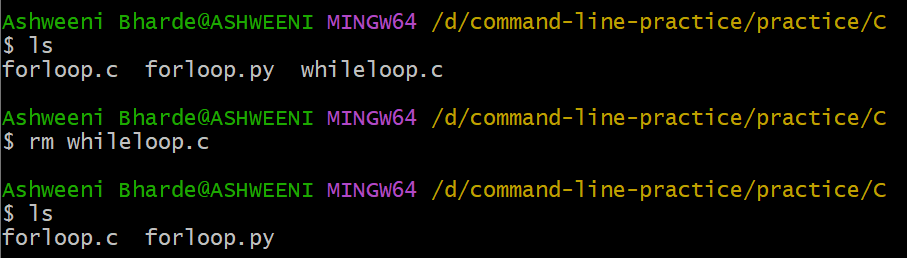 Ashweeni Bharde@ASHWEENI MINGW64 /d/command-line-practice/practice/C
$ ls
forloop.c  forloop.py  whileloop.c
Ashweeni Bharde@ASHWEENI MINGW64 /d/command-line-practice/practice/C
$ rm whileloop.c
Ashweeni Bharde@ASHWEENI MINGW64 /d/command-line-practice/practice/C
$ ls
forloop.c  forloop.py